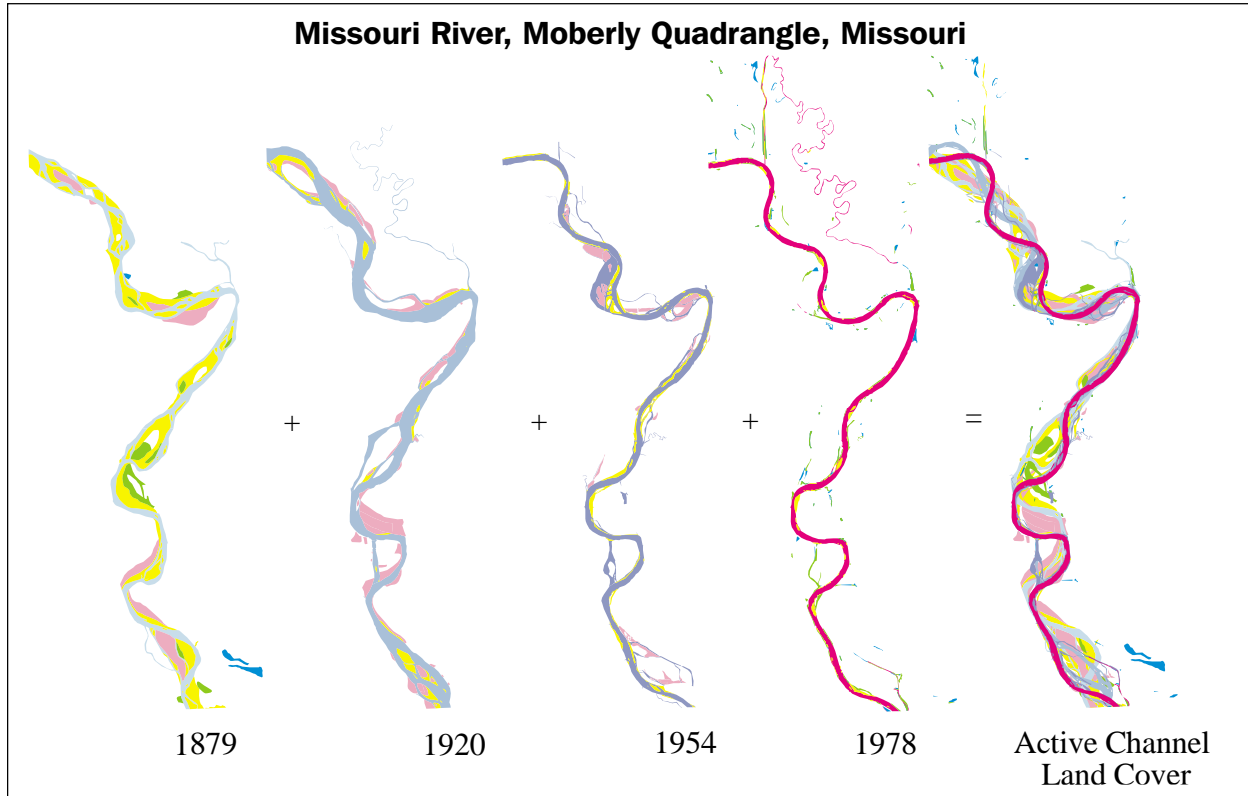 Missouri River, Moberly Quadrangle, Missouri
+ + + =
1879 1920 1954 1978 Active Channel
Land Cover